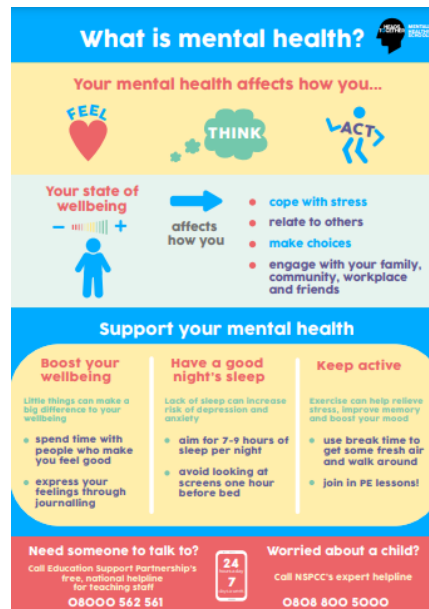 What is mental health?
HEADS
TOGETHER
MENTAL
HEALTH
Your mental health affects how you...
FEEL
THINK
ACT
Your state of
wellbeing
- +
affects
how you
cope with stress
relate to others
make choices
engage with your family,
community, workplace
and friends
Support your mental health
Boost your
wellbeing
Little things can make a
big difference to your
wellbeing
spend time with
people who make
you feel good
express your
feelings through
journalling
Have a good
night's sleep
Lack of sleep can increase
risk of depression and
anxiety
aim for 7-9 hours of
sleep per night
avoid looking at
screens one hour
before bed
Keep active
Exercise can help relieve
stress, improve memory
and boost your mood
use break time to
get some fresh air
and walk around
join in PE lessons!
Need someone to talk to?
Call Education Support Partnership's
free, national helpline
for teaching staff
08000 562 561
24
7
Worried about a child?
Call NSPCC's expert helpline
0808 800 5000